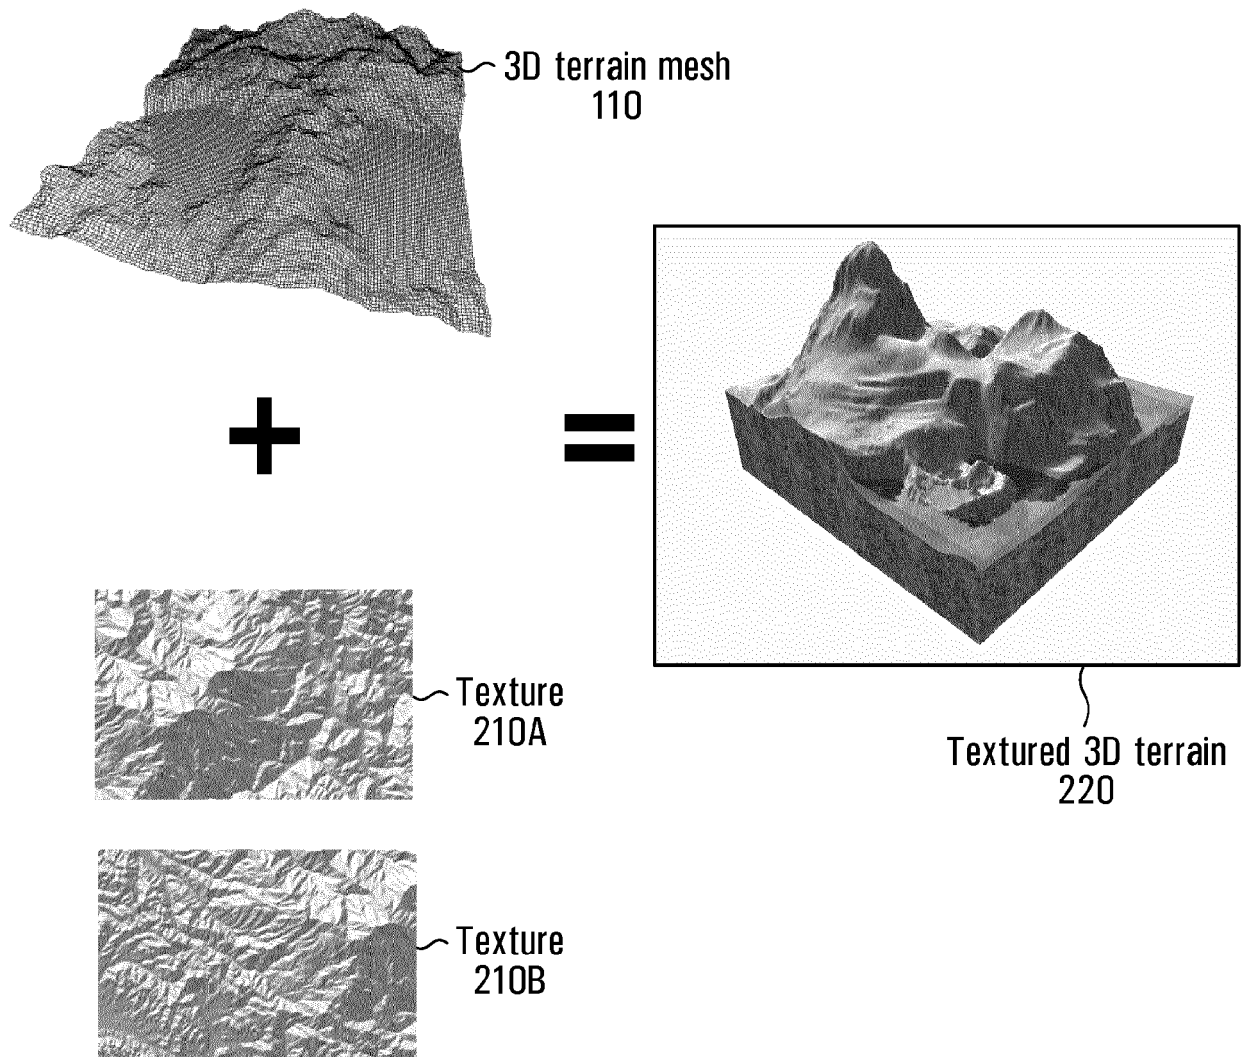 3D terrain mesh
110
+
=
Texture
210A
Textured 3D terrain
220
Texture
210B